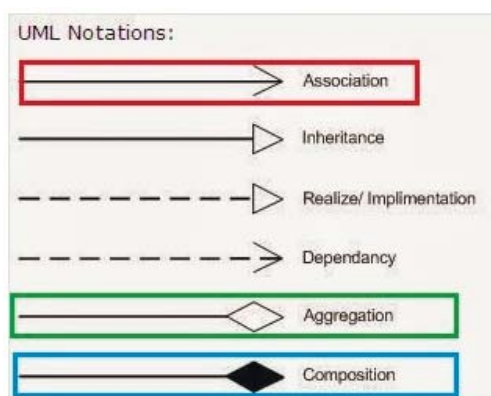 UML Notations:
Association
Inheritance
Realize/ Implimentation
Dependancy
Aggregation
Composition